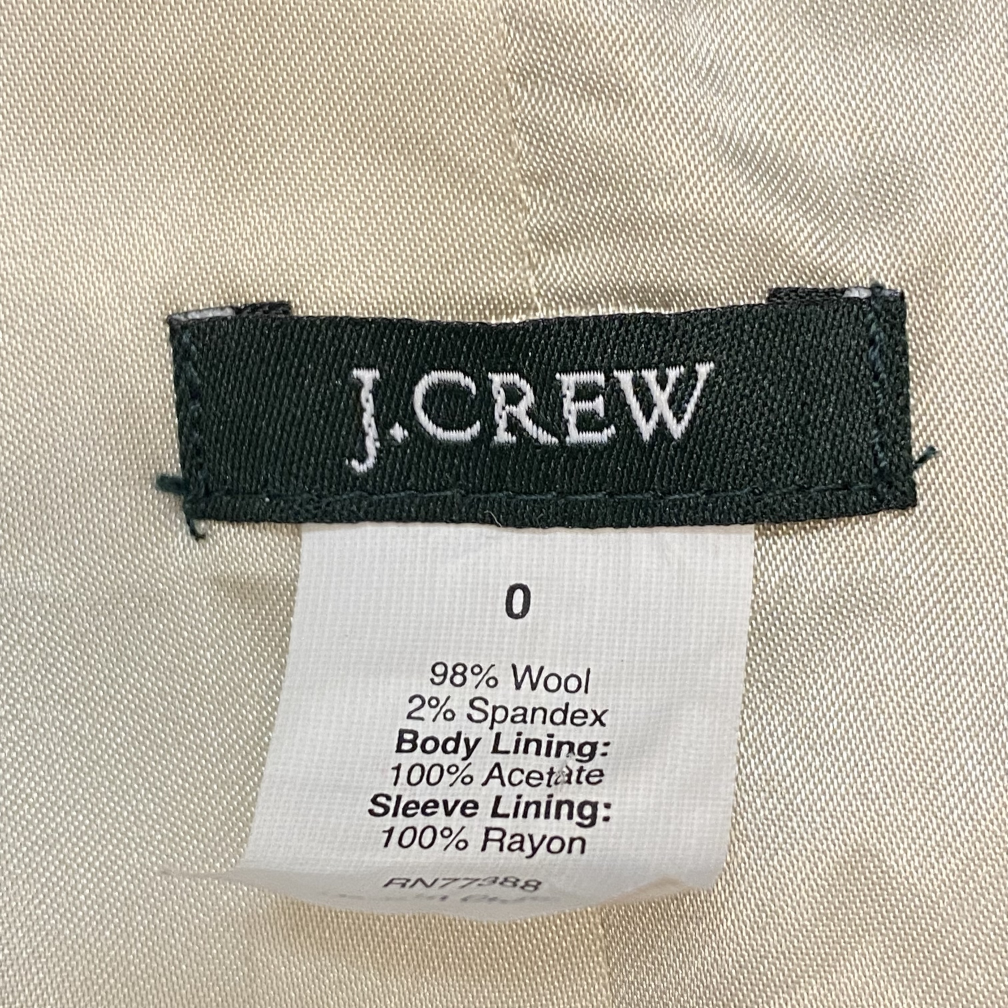 J.CREW
0
98% Wool
2% Spandex
Body Lining:
100% Acetate
Sleeve Lining:
100% Rayon
RN77388